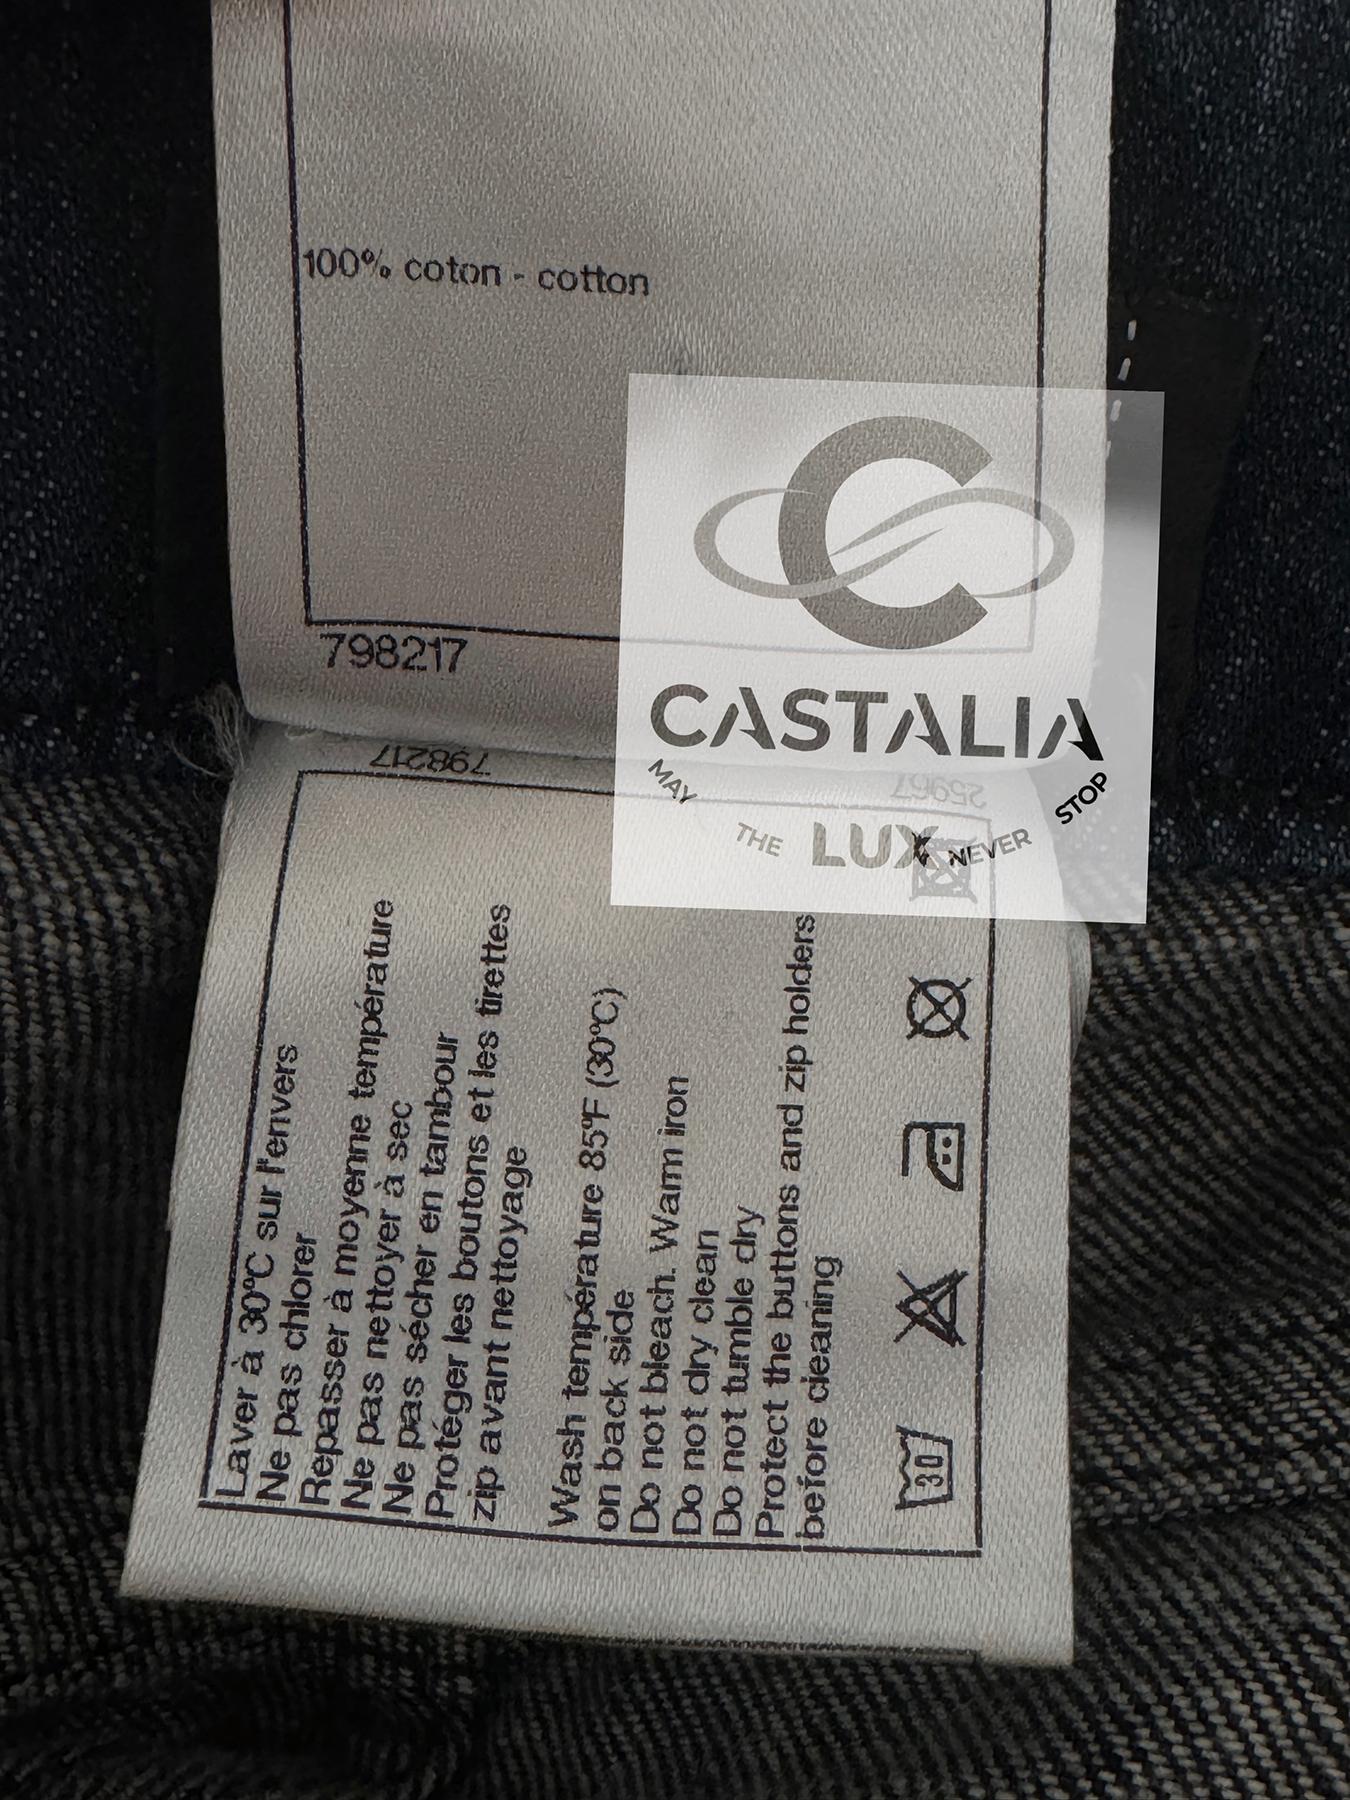 100% coton - cotton
798217
CASTALIA
MAY THE LUX NEVER STOP
798217
25967
Laver à 30°C sur l'envers
Ne pas chlorer
Repasser à moyenne température
Ne pas nettoyer à sec
Ne pas sécher en tambour
Protéger les boutons et les tirettes
zip avant nettoyage
Wash température 85°F (30°C)
on back side
Do not bleach. Warm iron
Do not dry clean
Do not tumble dry
Protect the buttons and zip holders
before cleaning
30